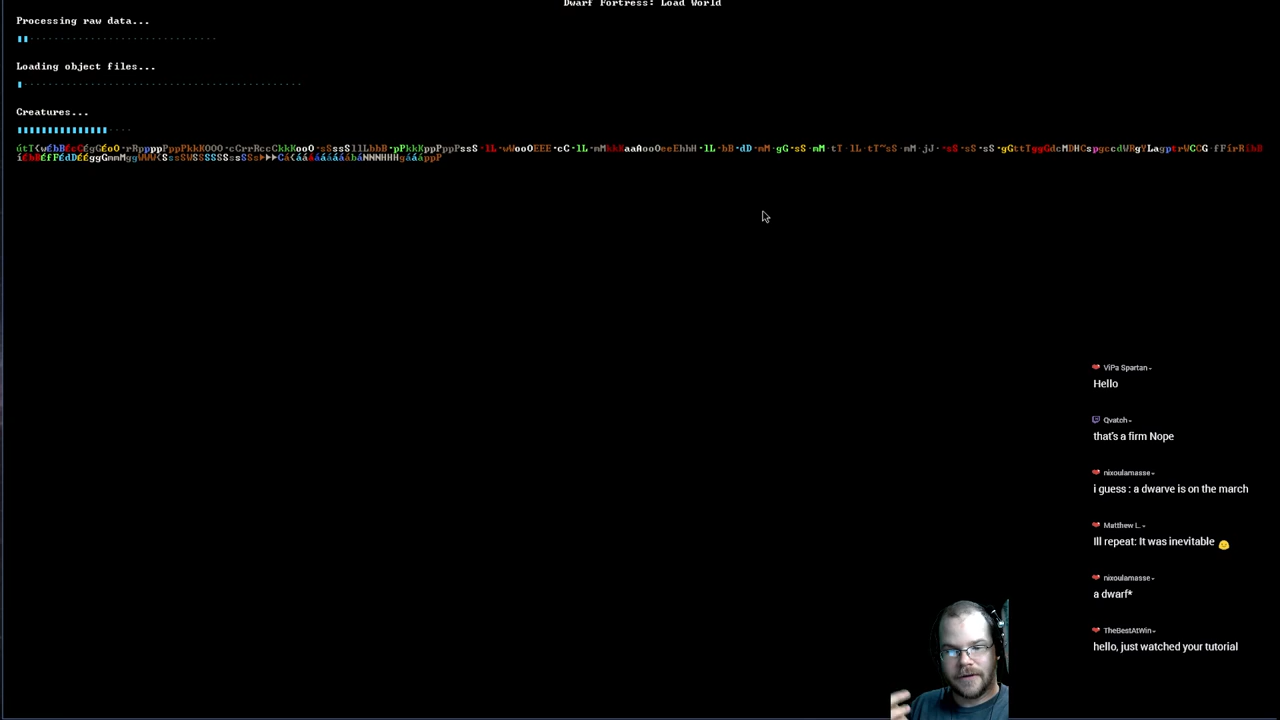 Dwarf Fortress: Load World
Processing raw data...
Loading object files...
Creatures...
ViPa Spartan
Hello
Qvatch
that's a firm Nope
nixoulamasse
i guess : a dwarve is on the march
Matthew L.
Ill repeat: It was inevitable
nixoulamasse
a dwarf*
TheBestAtWin
hello, just watched your tutorial